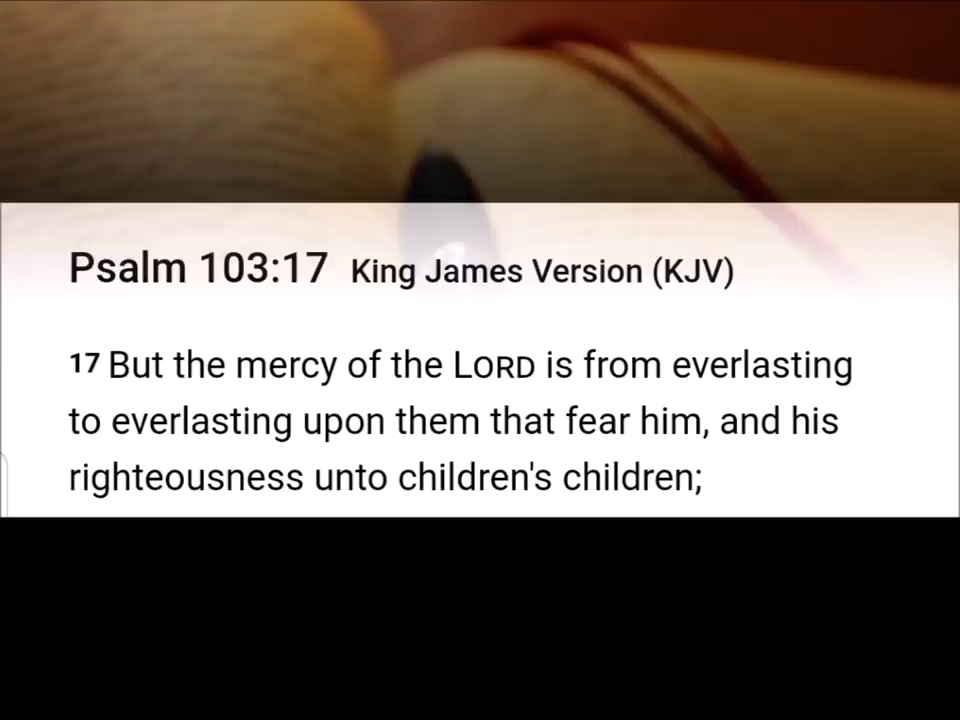 Psalm 103:17 King James Version (KJV)
17 But the mercy of the LORD is from everlasting
to everlasting upon them that fear him, and his
righteousness unto children's children;